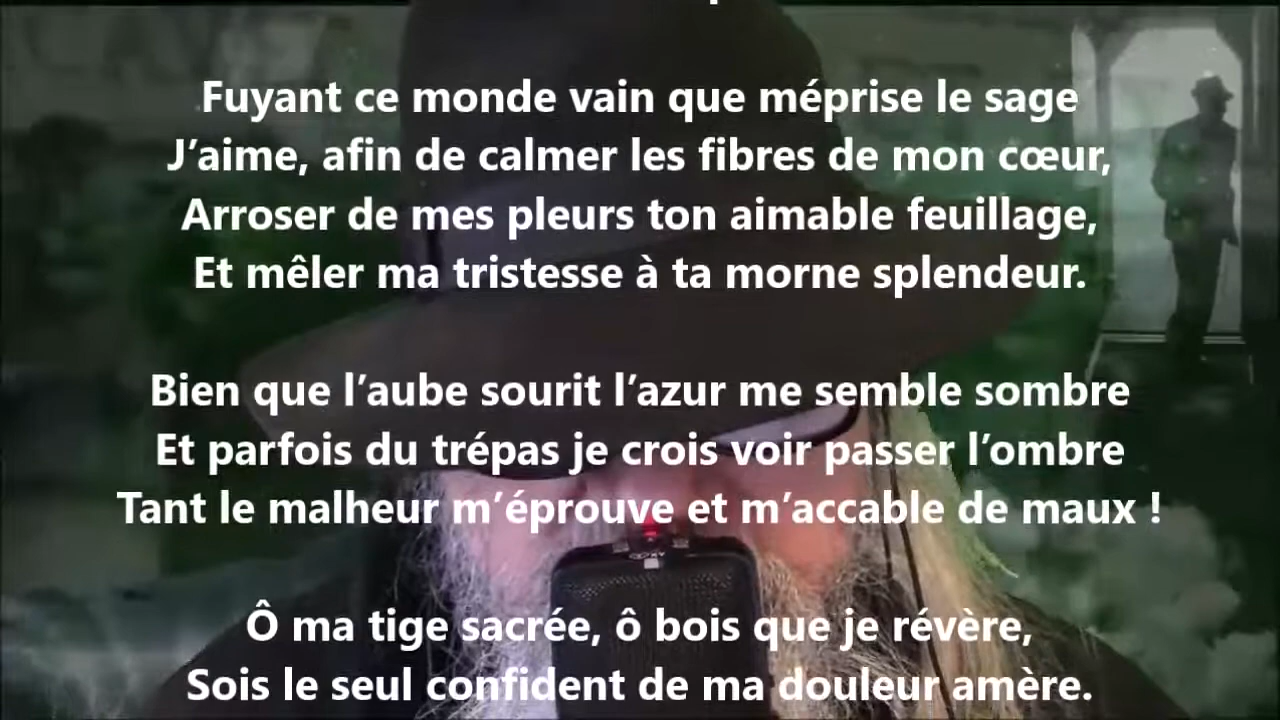 Fuyant ce monde vain que méprise le sage
J’aime, afin de calmer les fibres de mon cœur,
Arroser de mes pleurs ton aimable feuillage,
Et mêler ma tristesse à ta morne splendeur.
Bien que l’aube sourit l’azur me semble sombre
Et parfois du trépas je crois voir passer l’ombre
Tant le malheur m’éprouve et m’accable de maux !
Ô ma tige sacrée, ô bois que je révère,
Sois le seul confident de ma douleur amère.